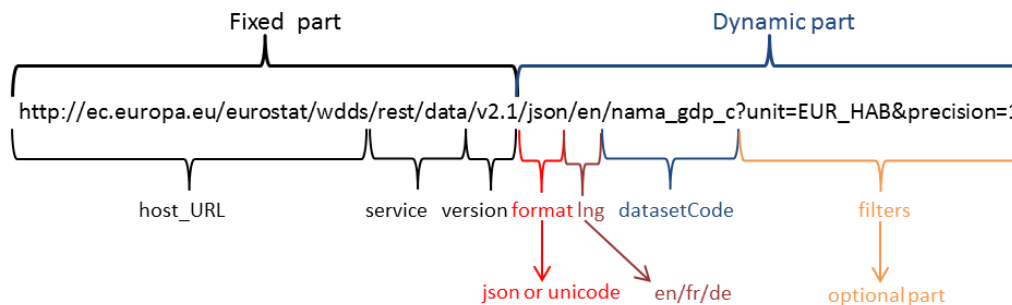 Fixed part Dynamic part
http://ec.europa.eu/eurostat/wdds/rest/data/v2.1/json/en/nama_gdp_c?unit=EUR_HAB&precision=1
host_URL service version format lng datasetCode filters
json or unicode en/fr/de optional part